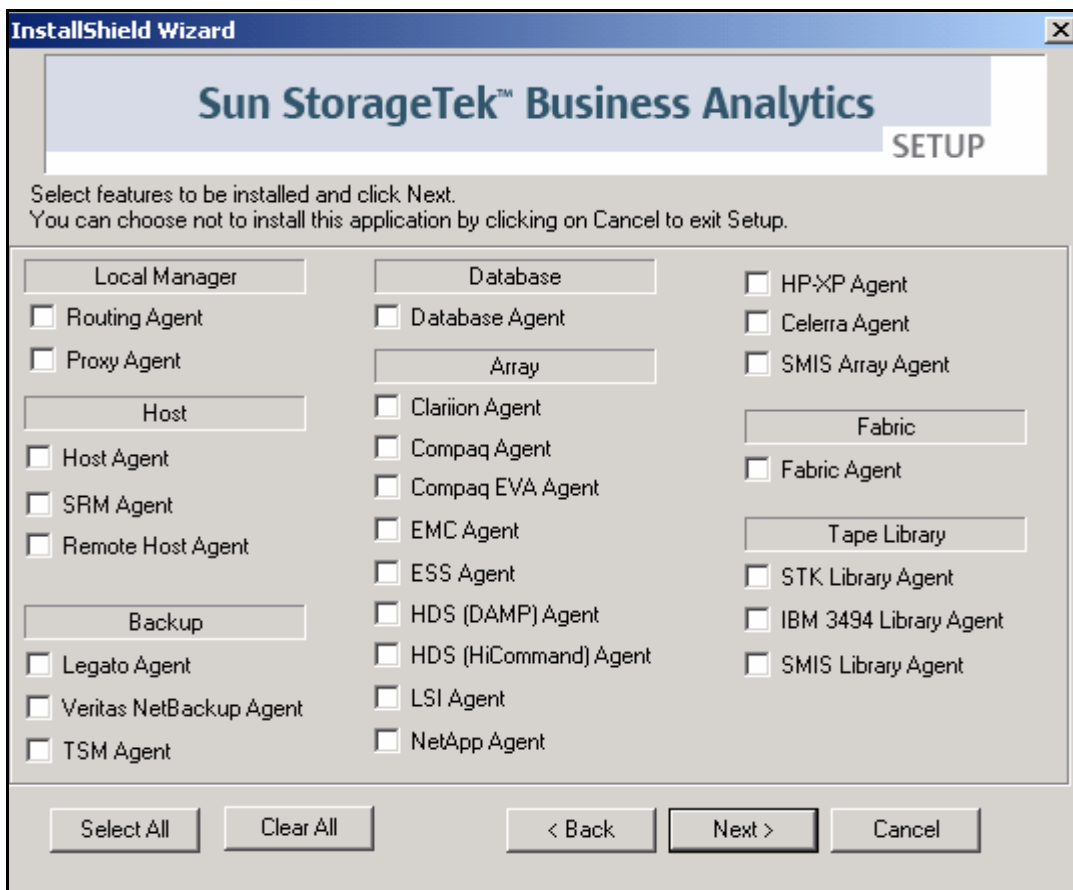 InstallShield Wizard
Sun StorageTek™ Business Analytics
SETUP
Select features to be installed and click Next.
You can choose not to install this application by clicking on Cancel to exit Setup.
Local Manager
Routing Agent
Proxy Agent
Host
Host Agent
SRM Agent
Remote Host Agent
Backup
Legato Agent
Veritas NetBackup Agent
TSM Agent
Database
Database Agent
Array
Clariion Agent
Compaq Agent
Compaq EVA Agent
EMC Agent
ESS Agent
HDS (DAMP) Agent
HDS (HiCommand) Agent
LSI Agent
NetApp Agent
HP-XP Agent
Celerra Agent
SMIS Array Agent
Fabric
Fabric Agent
Tape Library
STK Library Agent
IBM 3494 Library Agent
SMIS Library Agent
Select All
Clear All
< Back
Next >
Cancel